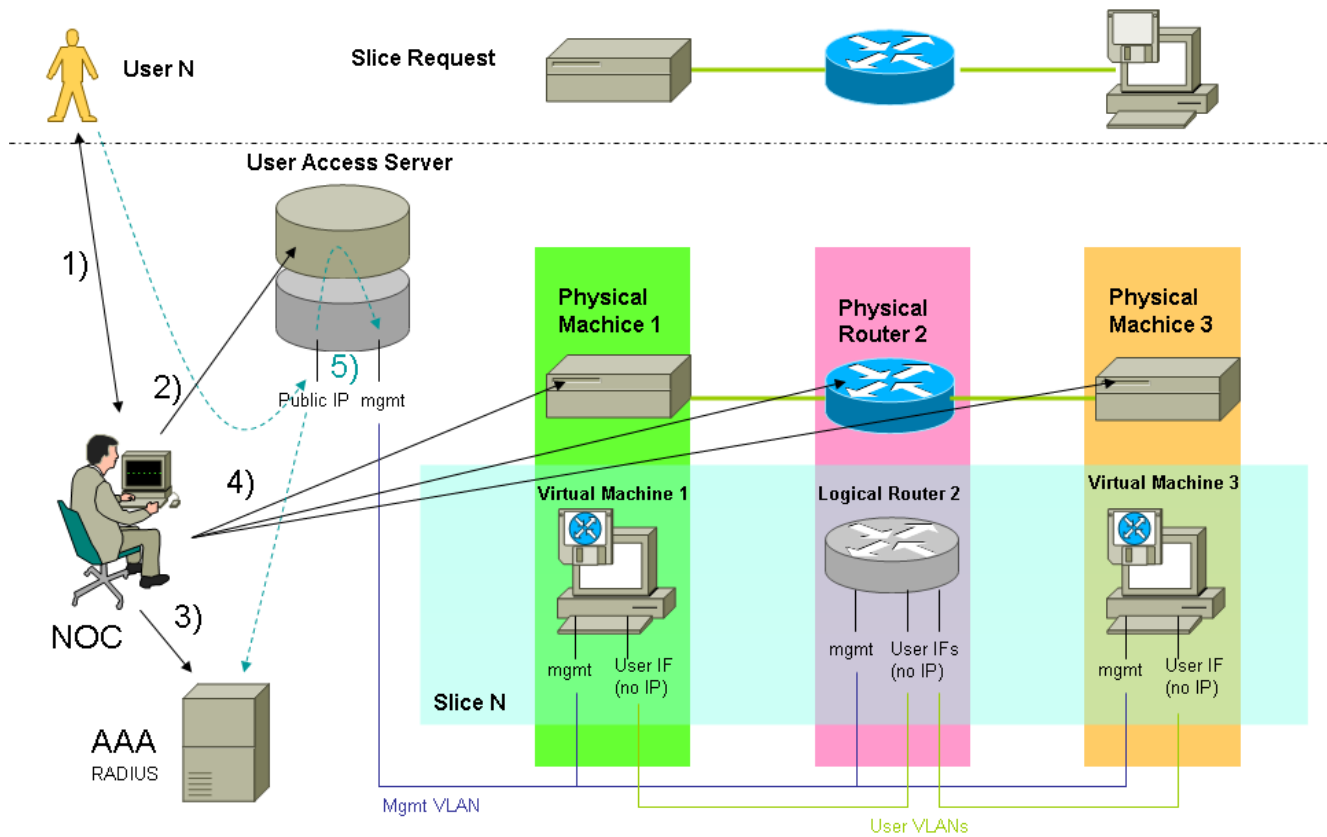 User N
Slice Request
User Access Server
1)
2)
5)
Public IP mgmt
Physical
Machice 1
Physical
Router 2
Physical
Machice 3
4)
Virtual Machine 1
Logical Router 2
Virtual Machine 3
NOC
3)
mgmt
User IF
(no IP)
mgmt
User IFs
(no IP)
mgmt
User IF
(no IP)
Slice N
AAA
RADIUS
Mgmt VLAN
User VLANs